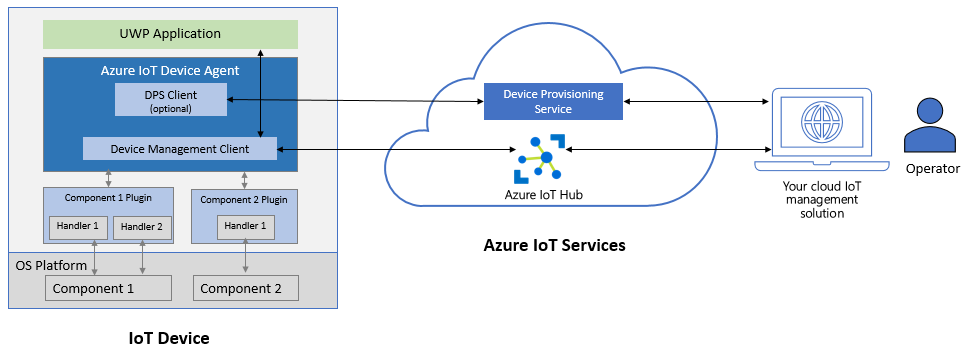 UWP Application
Azure IoT Device Agent
DPS Client
(optional)
Device Management Client
Component 1 Plugin
Handler 1
Handler 2
Component 2 Plugin
Handler 1
OS Platform
Component 1
Component 2
IoT Device
Device Provisioning
Service
Azure IoT Hub
Azure IoT Services
Your cloud IoT
management
solution
Operator